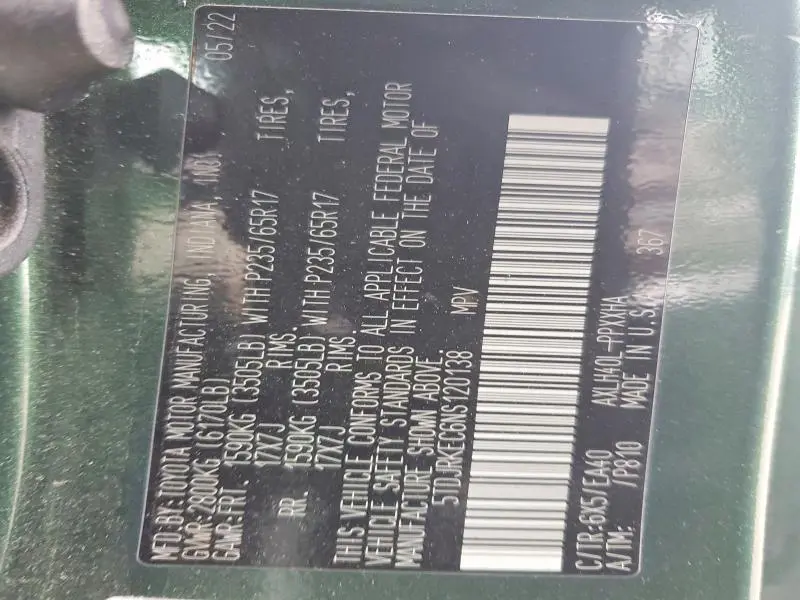 MFD.BY:TOYOTA MOTOR MANUFACTURING, INDIANA, INC. 05/22
GVWR:2800KG (6170LB)
GAWR:FRT. 1590KG (3505LB) WITH P235/65R17 TIRES,
17X7J RIMS.
RR. 1590KG (3505LB) WITH P235/65R17 TIRES,
17X7J RIMS.
THIS VEHICLE CONFORMS TO ALL APPLICABLE FEDERAL MOTOR
VEHICLE SAFETY STANDARDS IN EFFECT ON THE DATE OF
MANUFACTURE SHOWN ABOVE.
5TDJRKEC6NS120138 MPV
C/TR:6X5/EA40 AXLH40L-PPXXHA
A/TM: /P810 MADE IN U.S.A. 367